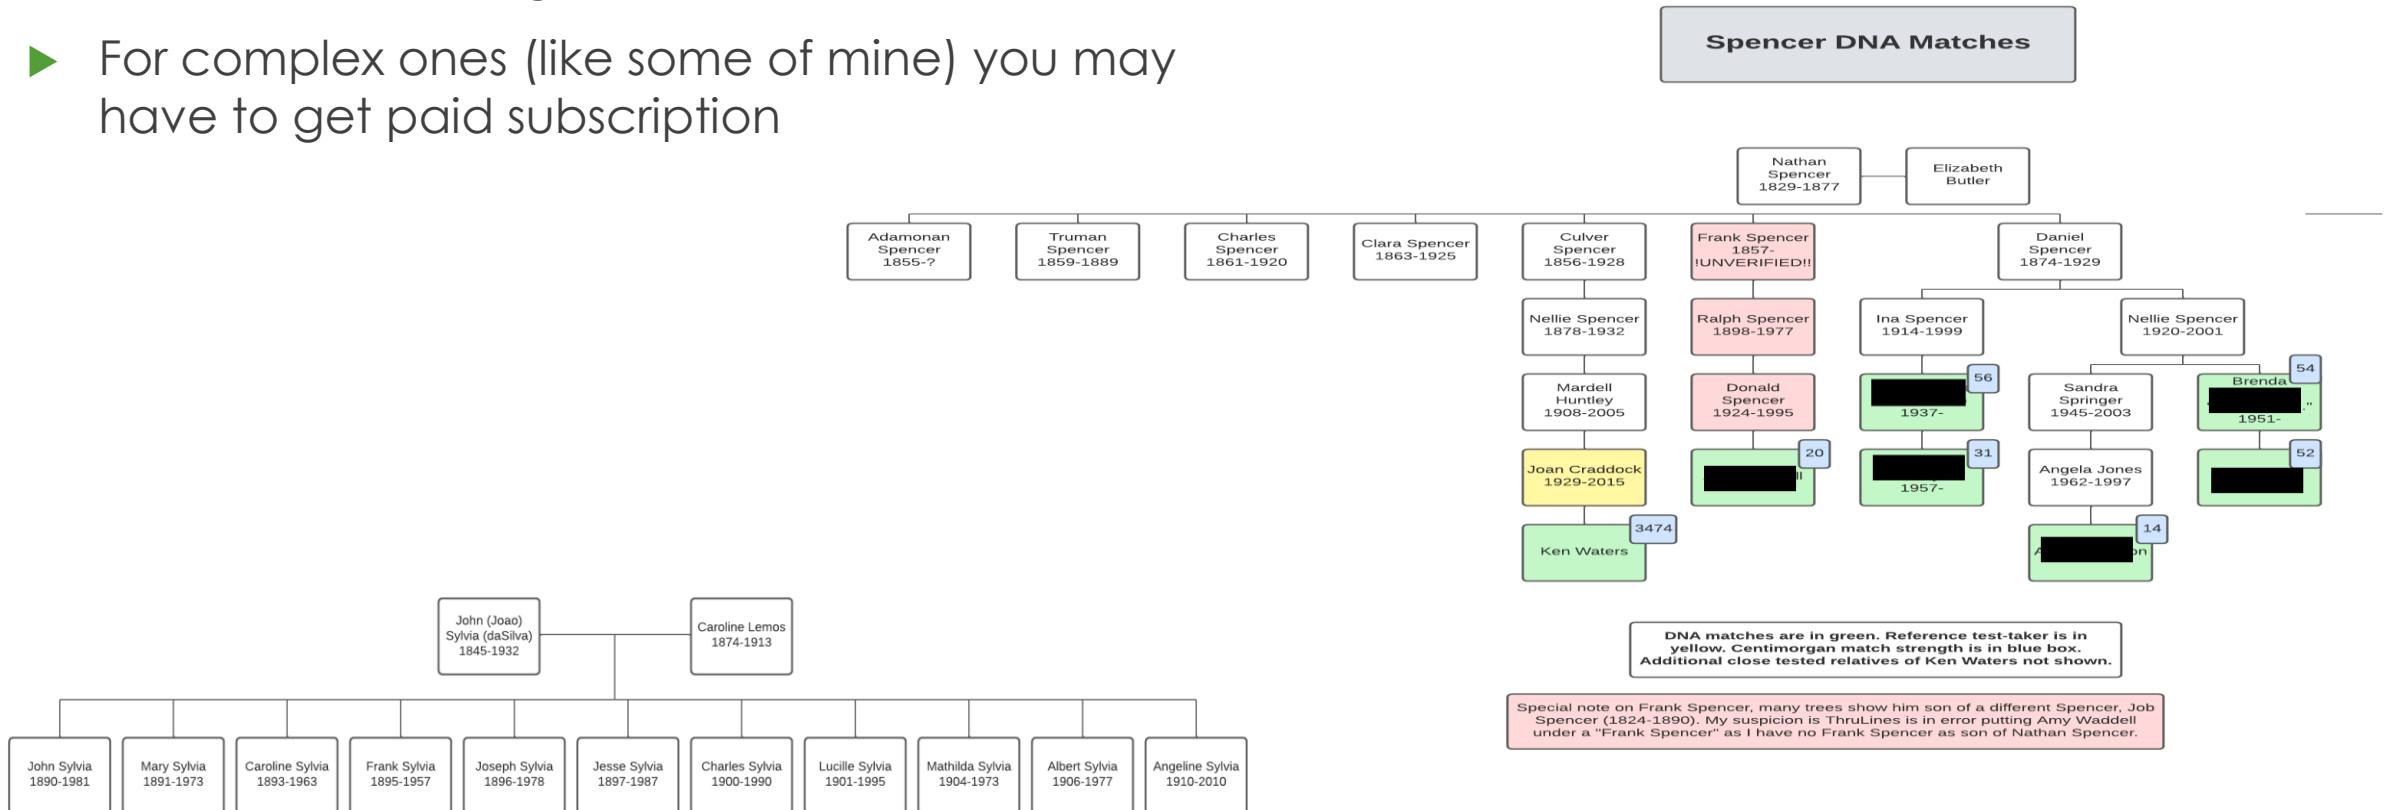 For complex ones (like some of mine) you may
have to get paid subscription
Spencer DNA Matches
Nathan
Spencer
1829-1877
Elizabeth
Butler
Adamonan
Spencer
1855-?
Truman
Spencer
1859-1889
Charles
Spencer
1861-1920
Clara Spencer
1863-1925
Culver
Spencer
1856-1928
Frank Spencer
1857-
!UNVERIFIED!!
Daniel
Spencer
1874-1929
Nellie Spencer
1878-1932
Ralph Spencer
1898-1977
Ina Spencer
1914-1999
Nellie Spencer
1920-2001
Mardell
Huntley
1908-2005
Donald
Spencer
1924-1995
56
1937-
Sandra
Springer
1945-2003
54
Brenda
"
1951-
Joan Craddock
1929-2015
20
31
1957-
Angela Jones
1962-1997
52
3474
Ken Waters
14
DNA matches are in green. Reference test-taker is in
yellow. Centimorgan match strength is in blue box.
Additional close tested relatives of Ken Waters not shown.
Special note on Frank Spencer, many trees show him son of a different Spencer, Job
Spencer (1824-1890). My suspicion is ThruLines is in error putting Amy Waddell
under a "Frank Spencer" as I have no Frank Spencer as son of Nathan Spencer.
John (Joao)
Sylvia (daSilva)
1845-1932
Caroline Lemos
1874-1913
John Sylvia
1890-1981
Mary Sylvia
1891-1973
Caroline Sylvia
1893-1963
Frank Sylvia
1895-1957
Joseph Sylvia
1896-1978
Jesse Sylvia
1897-1987
Charles Sylvia
1900-1990
Lucille Sylvia
1901-1995
Mathilda Sylvia
1904-1973
Albert Sylvia
1906-1977
Angeline Sylvia
1910-2010